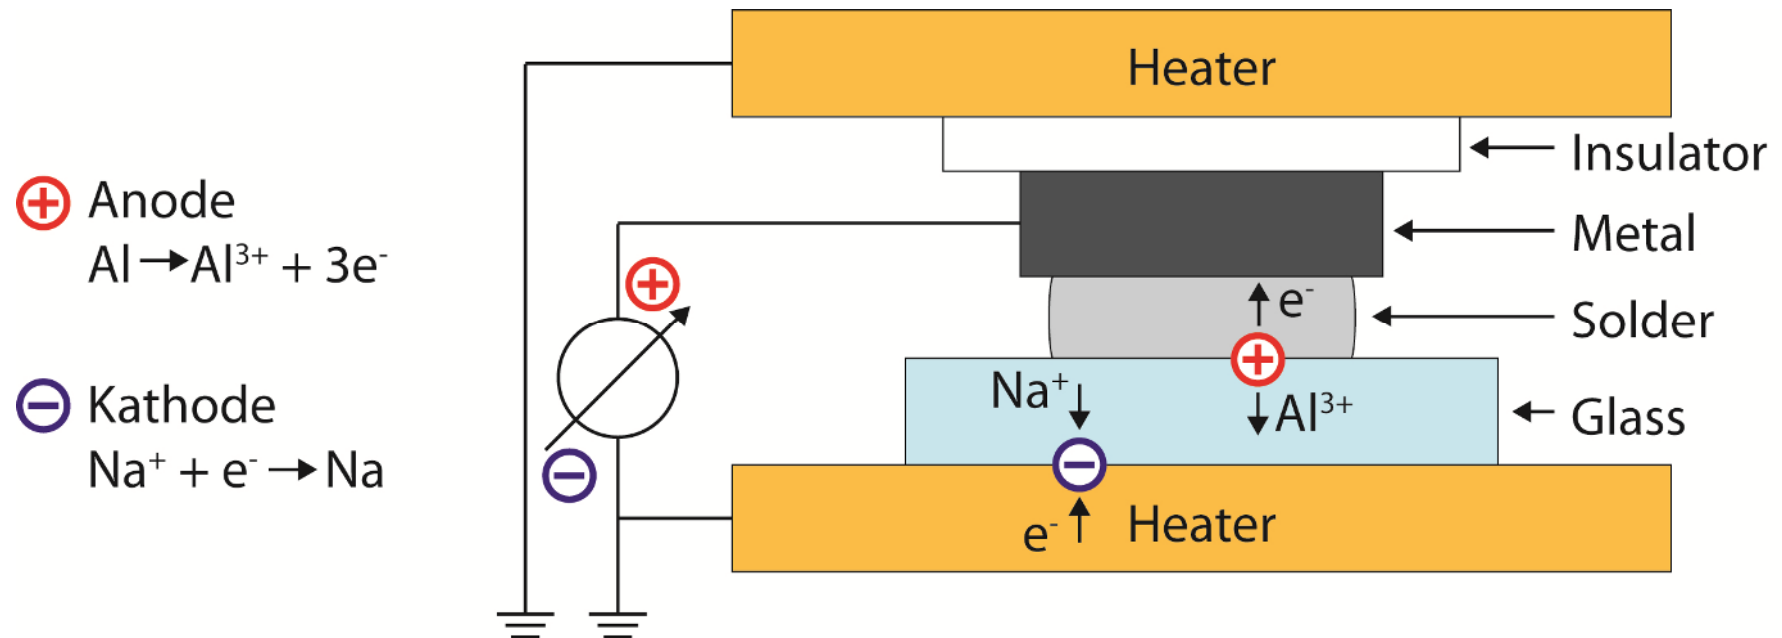 Heater
Insulator
Anode
Al→Al³⁺ + 3e⁻
Metal
e⁻
Solder
Na⁺
Al³⁺
Glass
Kathode
Na⁺ + e⁻→Na
e⁻
Heater